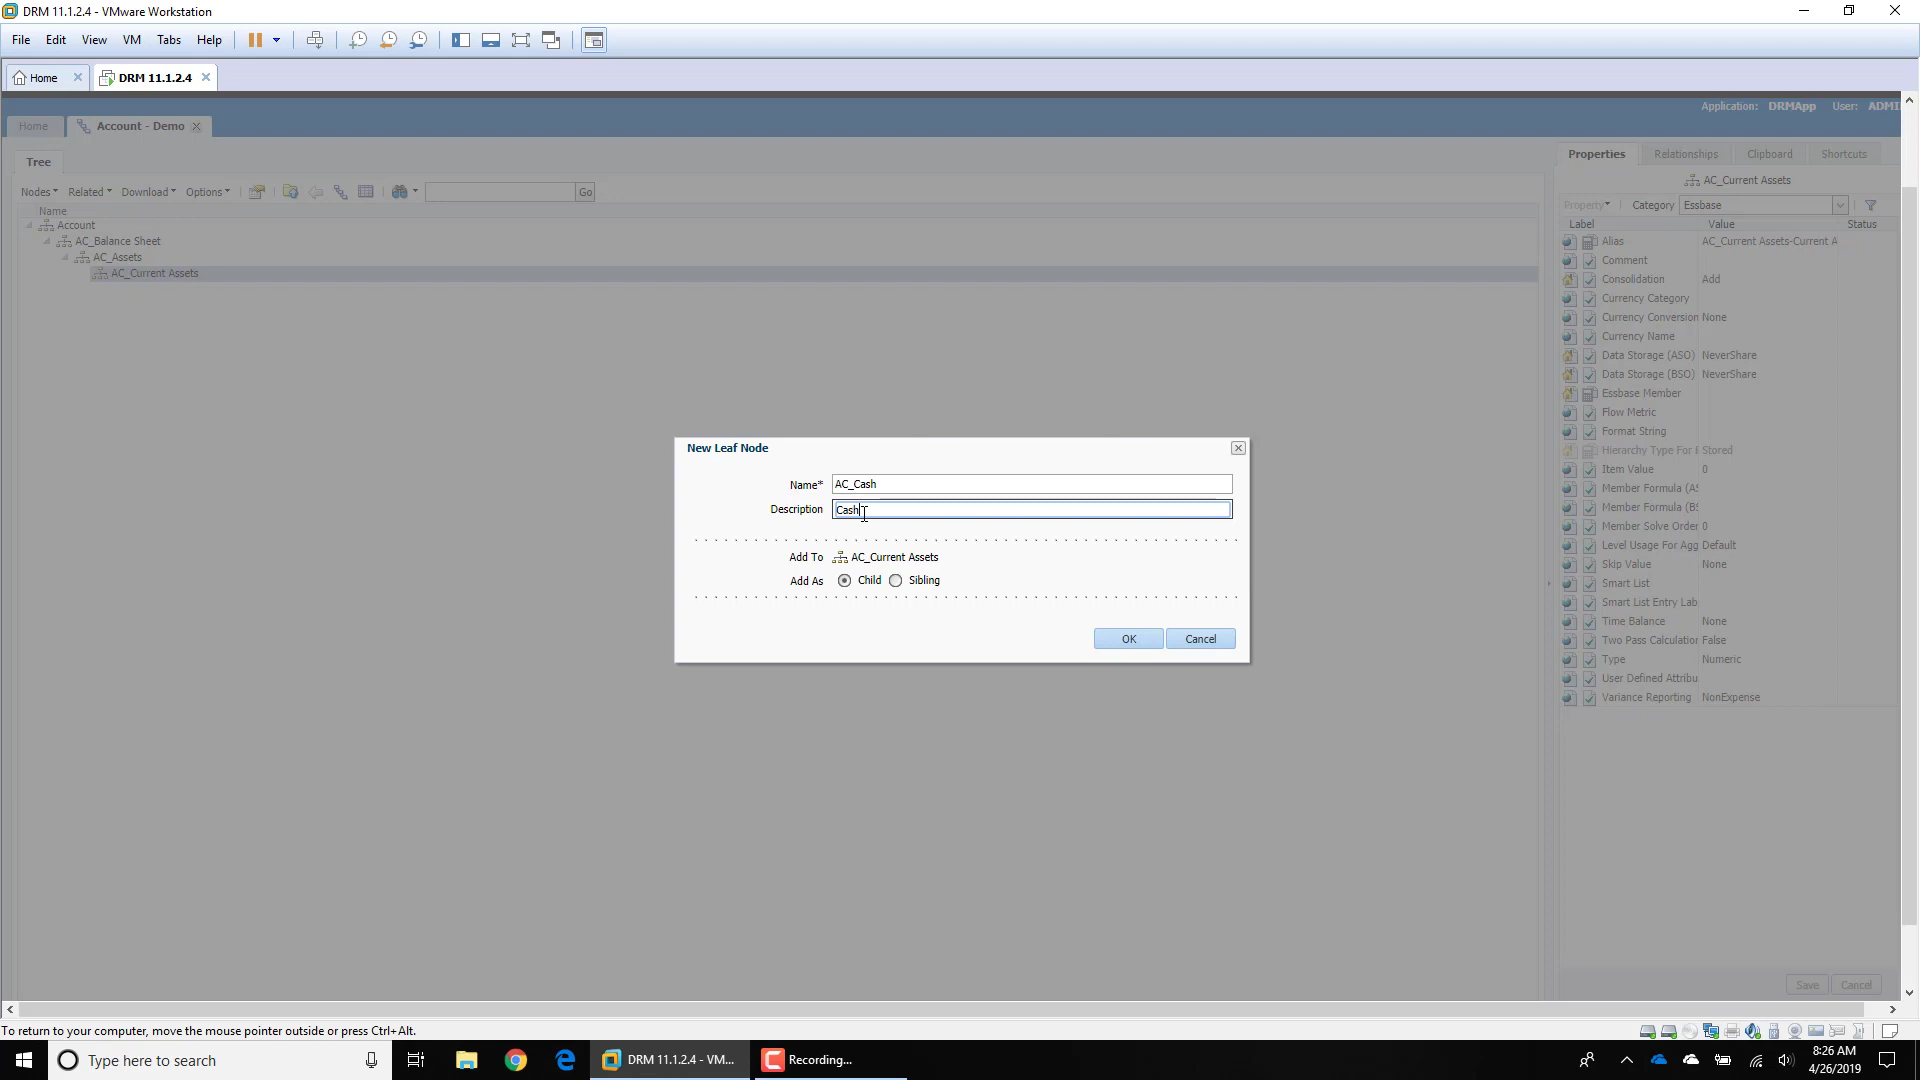 DRM 11.1.2.4 - VMware Workstation
File Edit View VM Tabs Help
Home DRM 11.1.2.4
Application: DRMApp User: ADMI
Home Account - Demo
Tree
Properties Relationships Clipboard Shortcuts
AC_Current Assets
Nodes Related Download Options Go
Property Category Essbase
Name
Label Value Status
Account
AC_Balance Sheet
AC_Assets
AC_Current Assets
Alias AC_Current Assets-Current A
Comment
Consolidation Add
Currency Category
Currency Conversion None
Currency Name
Data Storage (ASO) NeverShare
Data Storage (BSO) NeverShare
Essbase Member
Flow Metric
Format String
Hierarchy Type For E Stored
Item Value 0
Member Formula (AS
Member Formula (BS
Member Solve Order 0
Level Usage For Agg Default
Skip Value None
Smart List
Smart List Entry Lab
Time Balance None
Two Pass Calculation False
Type Numeric
User Defined Attribu
Variance Reporting NonExpense
New Leaf Node
Name* AC_Cash
Description Cash
Add To AC_Current Assets
Add As Child Sibling
OK Cancel
Save Cancel
To return to your computer, move the mouse pointer outside or press Ctrl+Alt.
Type here to search
DRM 11.1.2.4 - VM...
Recording...
8:26 AM
4/26/2019